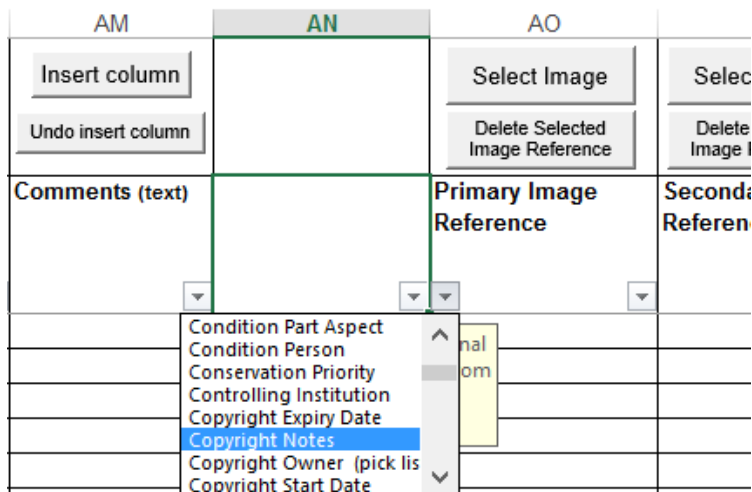 AM
AN
AO
Insert column
Select Image
Selec
Undo insert column
Delete Selected
Image Reference
Delete
Image
Comments (text)
Primary Image
Reference
Seconda
Referen
Condition Part Aspect
Condition Person
Conservation Priority
Controlling Institution
Copyright Expiry Date
Copyright Notes
Copyright Owner (pick lis
Copyright Start Date
nal
om